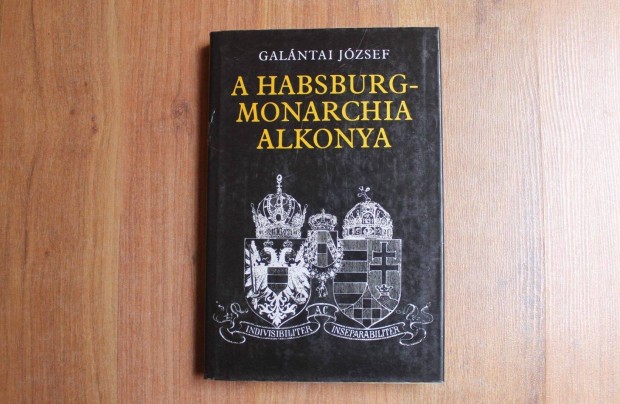 GALÁNTAI JÓZSEF
A HABSBURG-
MONARCHIA
ALKONYA
INDIVISIBILITER AC INSEPARABILITER